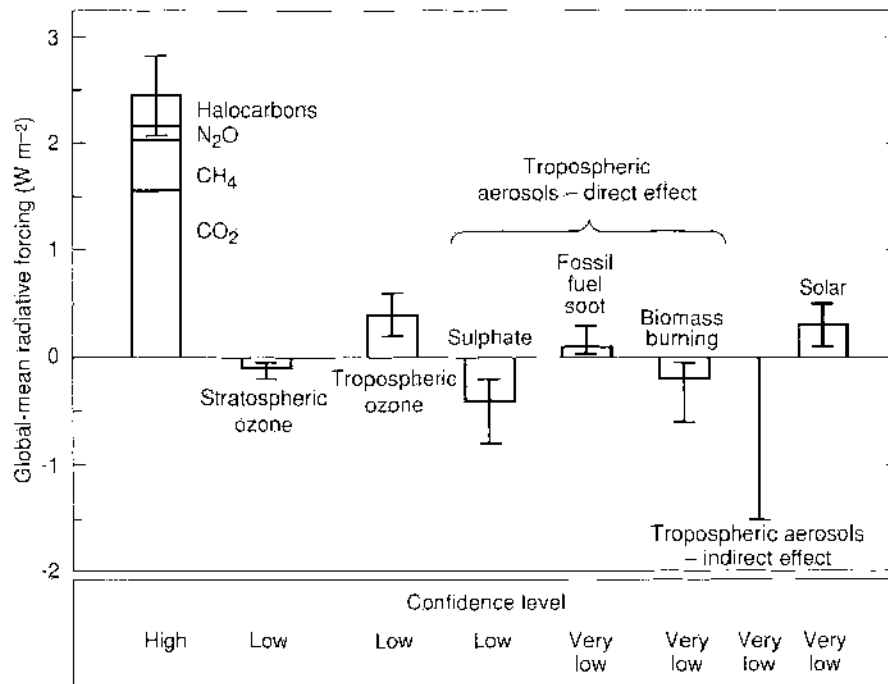 Global-mean radiative forcing (W m⁻²)
3
2
1
0
-1
-2
Halocarbons
N₂O
CH₄
CO₂
Stratospheric
ozone
Tropospheric
ozone
Tropospheric
aerosols – direct effect
Sulphate
Fossil
fuel
soot
Biomass
burning
Tropospheric aerosols
– indirect effect
Solar
Confidence level
High
Low
Low
Low
Very
low
Very
low
Very
low
Very
low